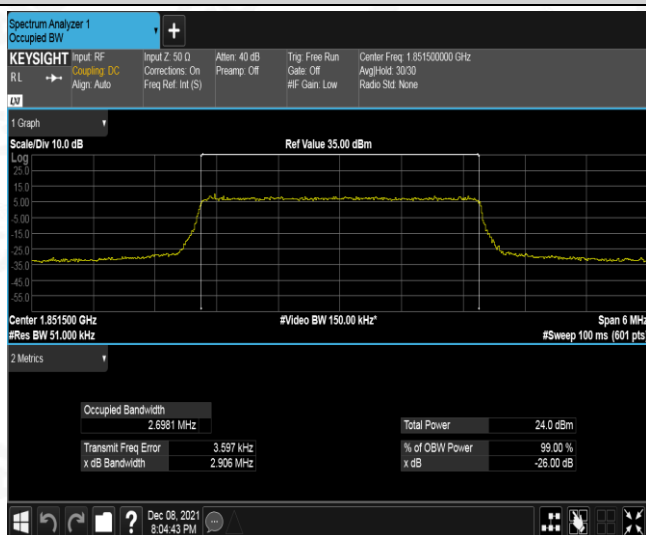 Spectrum Analyzer 1
Occupied BW
+
KEYSIGHT
RL
LXI
Input: RF
Coupling: DC
Align: Auto
Input Z: 50 Ω
Corrections: On
Freq Ref: Int (S)
Atten: 40 dB
Preamp: Off
Trig: Free Run
Gate: Off
#IF Gain: Low
Center Freq: 1.851500000 GHz
Avg|Hold: 30/30
Radio Std: None
1 Graph
Scale/Div 10.0 dB
Ref Value 35.00 dBm
Log
25.0
15.0
5.00
-5.00
-15.0
-25.0
-35.0
-45.0
-55.0
Center 1.851500 GHz
#Video BW 150.00 kHz*
Span 6 MHz
#Res BW 51.000 kHz
#Sweep 100 ms (601 pts)
2 Metrics
Occupied Bandwidth
2.6981 MHz
Total Power 24.0 dBm
Transmit Freq Error 3.597 kHz
% of OBW Power 99.00 %
x dB Bandwidth 2.906 MHz
x dB -26.00 dB
?
Dec 08, 2021
8:04:43 PM